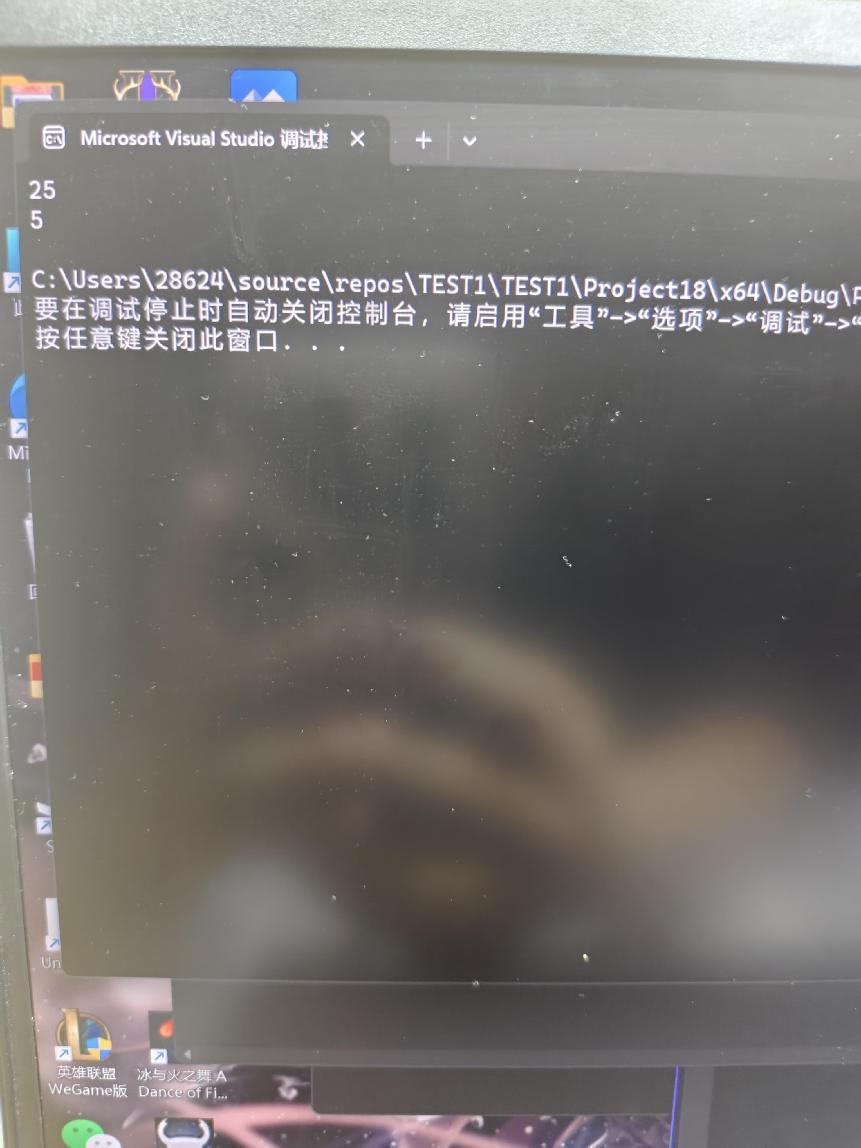 Microsoft Visual Studio 调试
25
5
C:\Users\28624\source\repos\TEST1\TEST1\Project18\x64\Debug\
要在调试停止时自动关闭控制台，请启用“工具”->“选项”->“调试”->“
按任意键关闭此窗口. . .
英雄联盟
WeGame版
冰与火之舞 A
Dance of Fi...